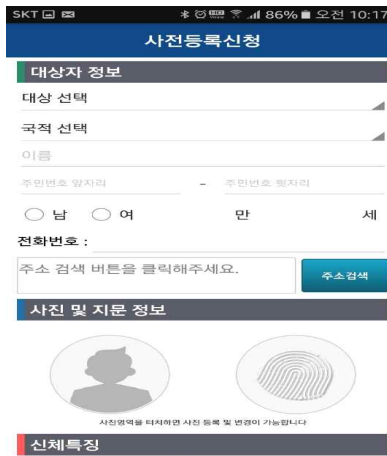 SKT 86% 오전 10:17
사전등록신청
대상자 정보
대상 선택
국적 선택
이름
주민번호 앞자리 - 주민번호 뒷자리
남 여 만 세
전화번호 :
주소 검색 버튼을 클릭해주세요. 주소검색
사진 및 지문 정보
사진영역을 터치하면 사진 등록 및 변경이 가능합니다
신체특징